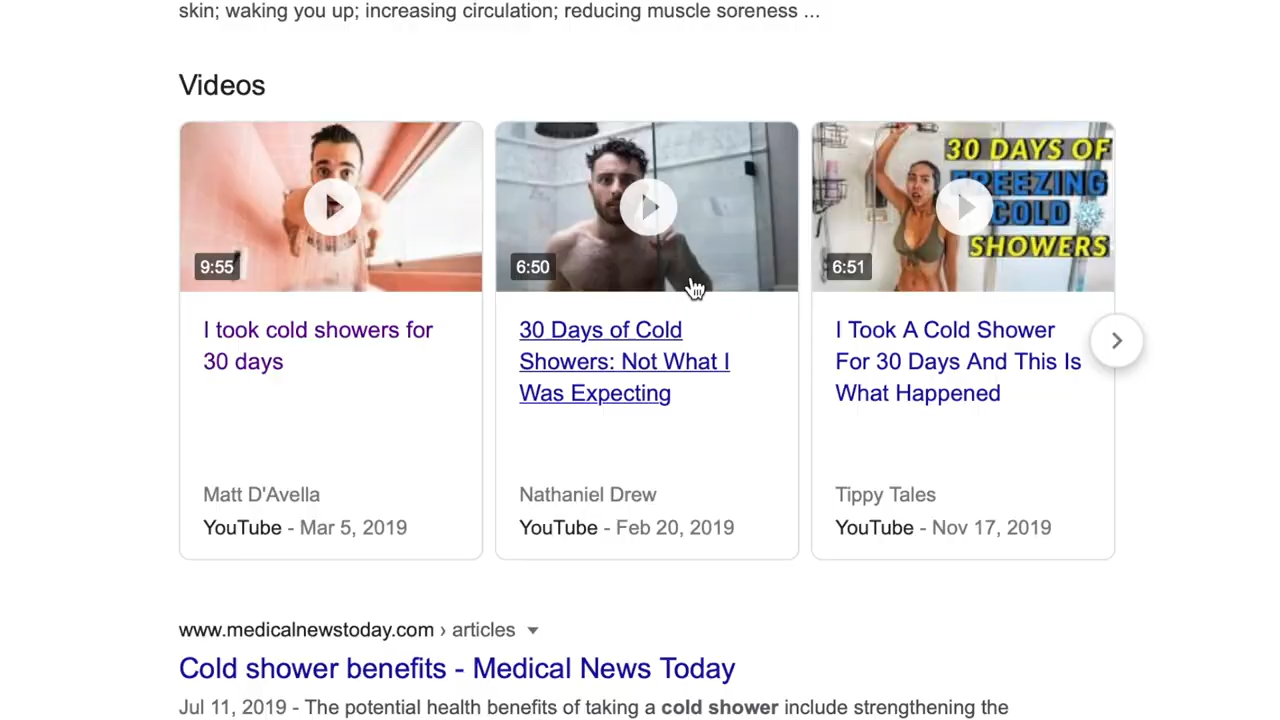 skin; waking you up; increasing circulation; reducing muscle soreness ...
Videos
9:55
I took cold showers for
30 days
Matt D'Avella
YouTube - Mar 5, 2019
6:50
30 Days of Cold
Showers: Not What I
Was Expecting
Nathaniel Drew
YouTube - Feb 20, 2019
30 DAYS OF
FREEZING
COLD
SHOWERS
6:51
I Took A Cold Shower
For 30 Days And This Is
What Happened
Tippy Tales
YouTube - Nov 17, 2019
www.medicalnewstoday.com › articles
Cold shower benefits - Medical News Today
Jul 11, 2019 - The potential health benefits of taking a cold shower include strengthening the